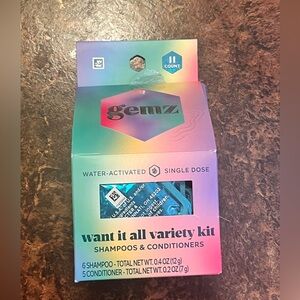 11
COUNT
gemz
WATER-ACTIVATED SINGLE DOSE
want it all variety kit
SHAMPOOS & CONDITIONERS
6 SHAMPOO - TOTAL NET WT. 0.4 OZ (12g)
5 CONDITIONER - TOTAL NET WT. 0.2 OZ (7g)